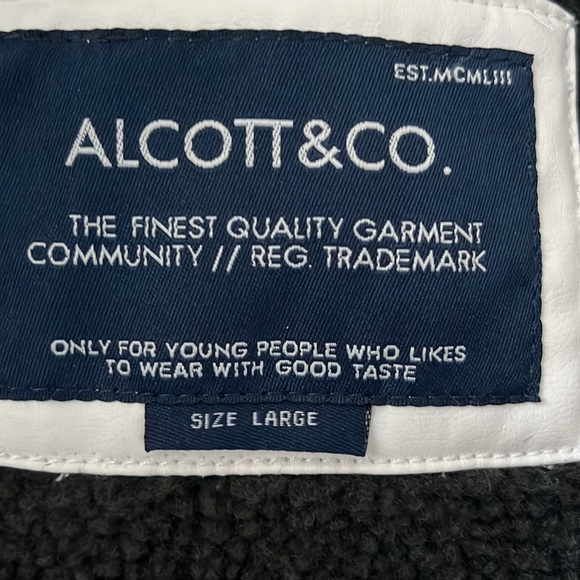 EST.MCMLIII
ALCOTT&CO.
THE FINEST QUALITY GARMENT
COMMUNITY // REG. TRADEMARK
ONLY FOR YOUNG PEOPLE WHO LIKES
TO WEAR WITH GOOD TASTE
SIZE LARGE